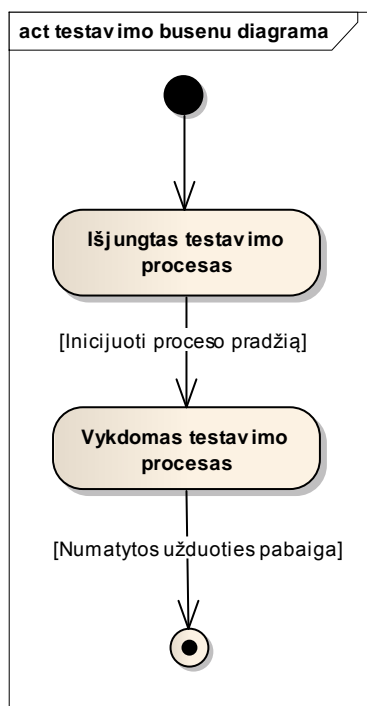 act testavimo busenu diagrama
Išjungtas testavimo
procesas
[Inicijuoti proceso pradžią]
Vykdomas testavimo
procesas
[Numatytos užduoties pabaiga]